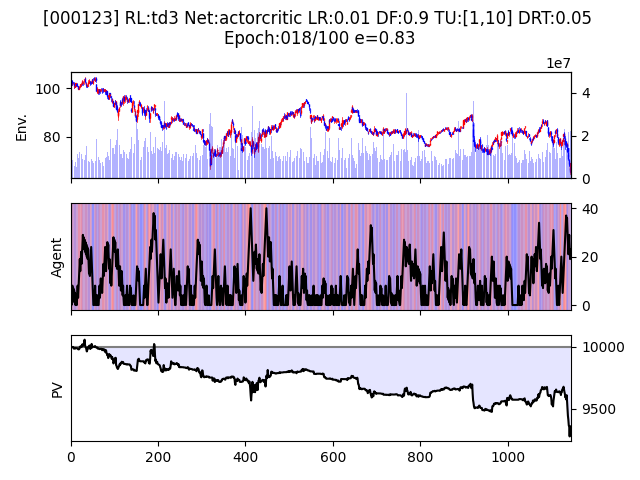 [000123] RL:td3 Net:actorcritic LR:0.01 DF:0.9 TU:[1,10] DRT:0.05
Epoch:018/100 e=0.83
1e7
Env.
100
80
4
2
0
Agent
40
20
0
PV
10000
9500
0
200
400
600
800
1000